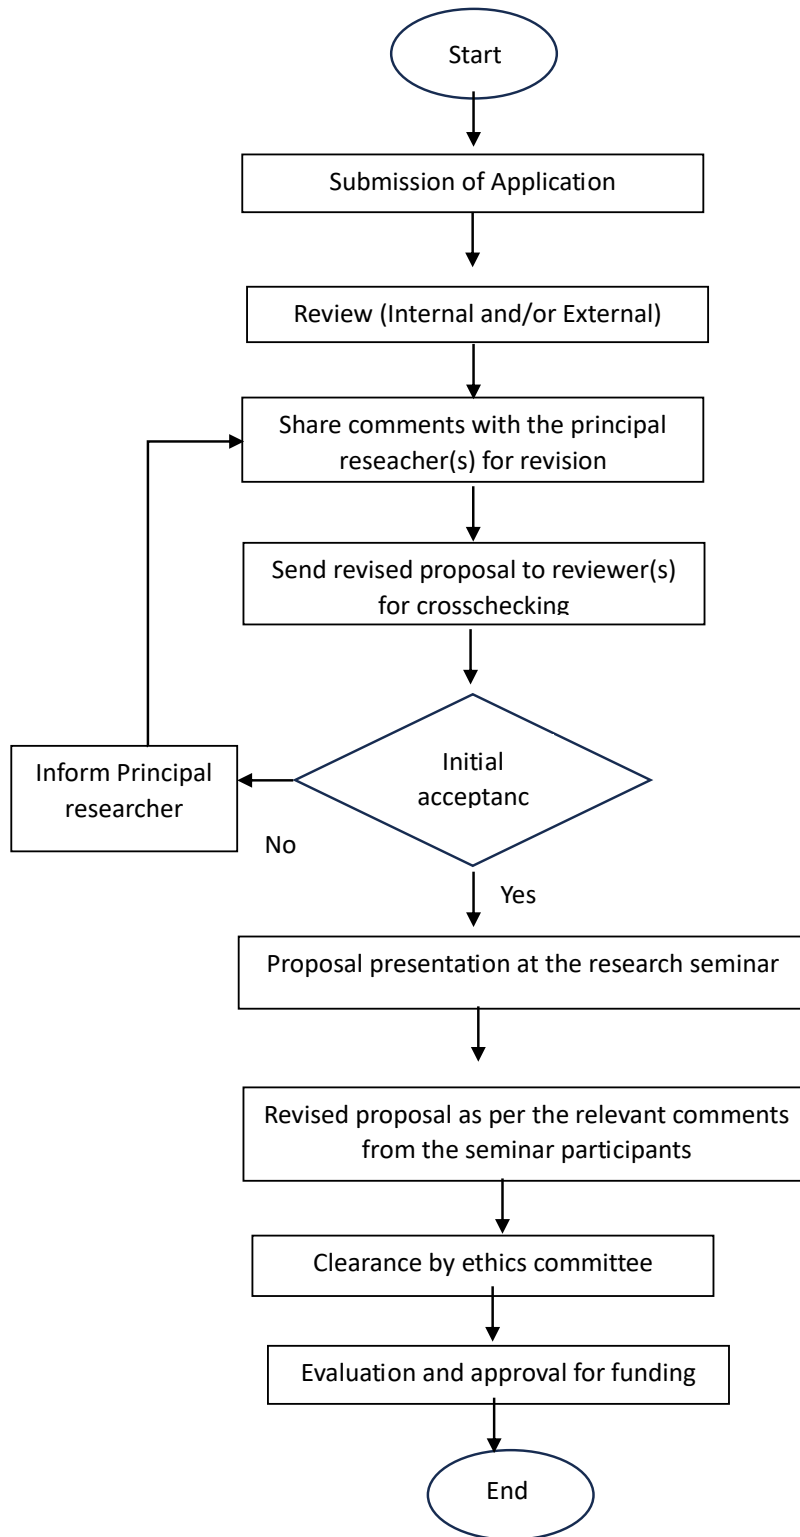 Start
Submission of Application
Review (Internal and/or External)
Share comments with the principal
reseacher(s) for revision
Send revised proposal to reviewer(s)
for crosschecking
Initial
acceptanc
Inform Principal
researcher
No
Yes
Proposal presentation at the research seminar
Revised proposal as per the relevant comments
from the seminar participants
Clearance by ethics committee
Evaluation and approval for funding
End